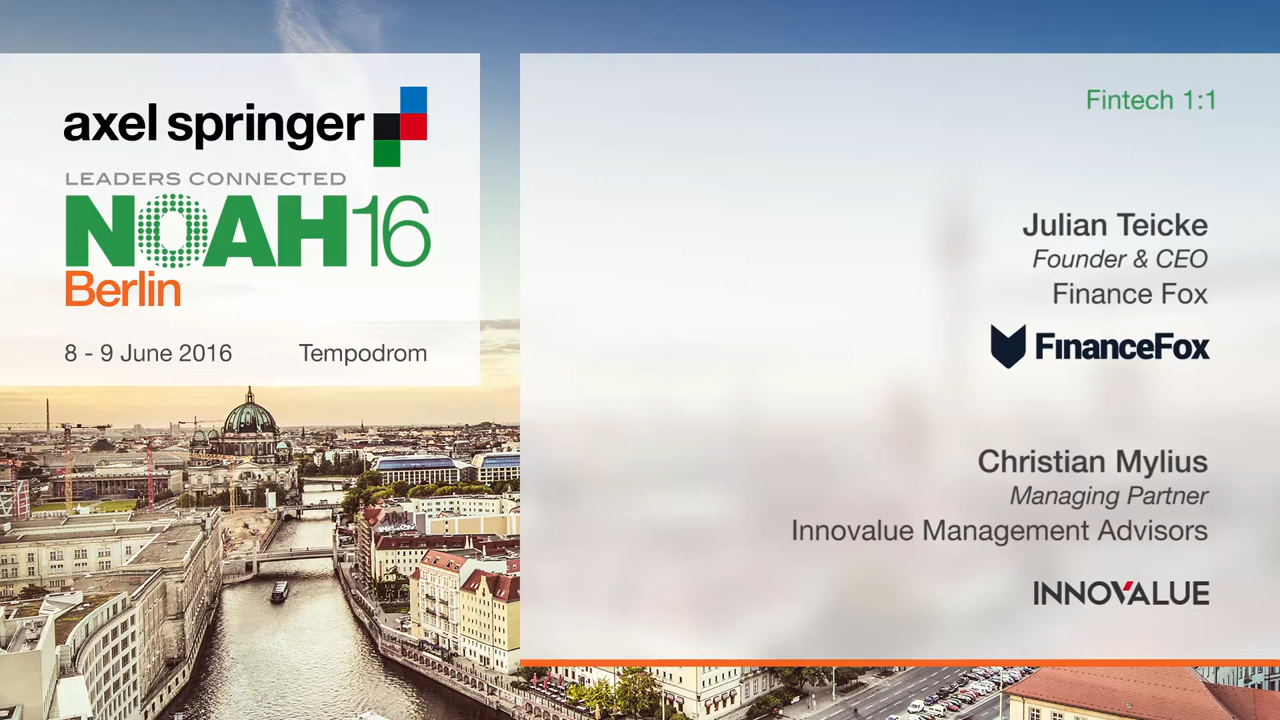 axel springer
LEADERS CONNECTED
NOAH16
Berlin
8 - 9 June 2016 Tempodrom
Fintech 1:1
Julian Teicke
Founder & CEO
Finance Fox
FinanceFox
Christian Mylius
Managing Partner
Innovalue Management Advisors
INNOVALUE